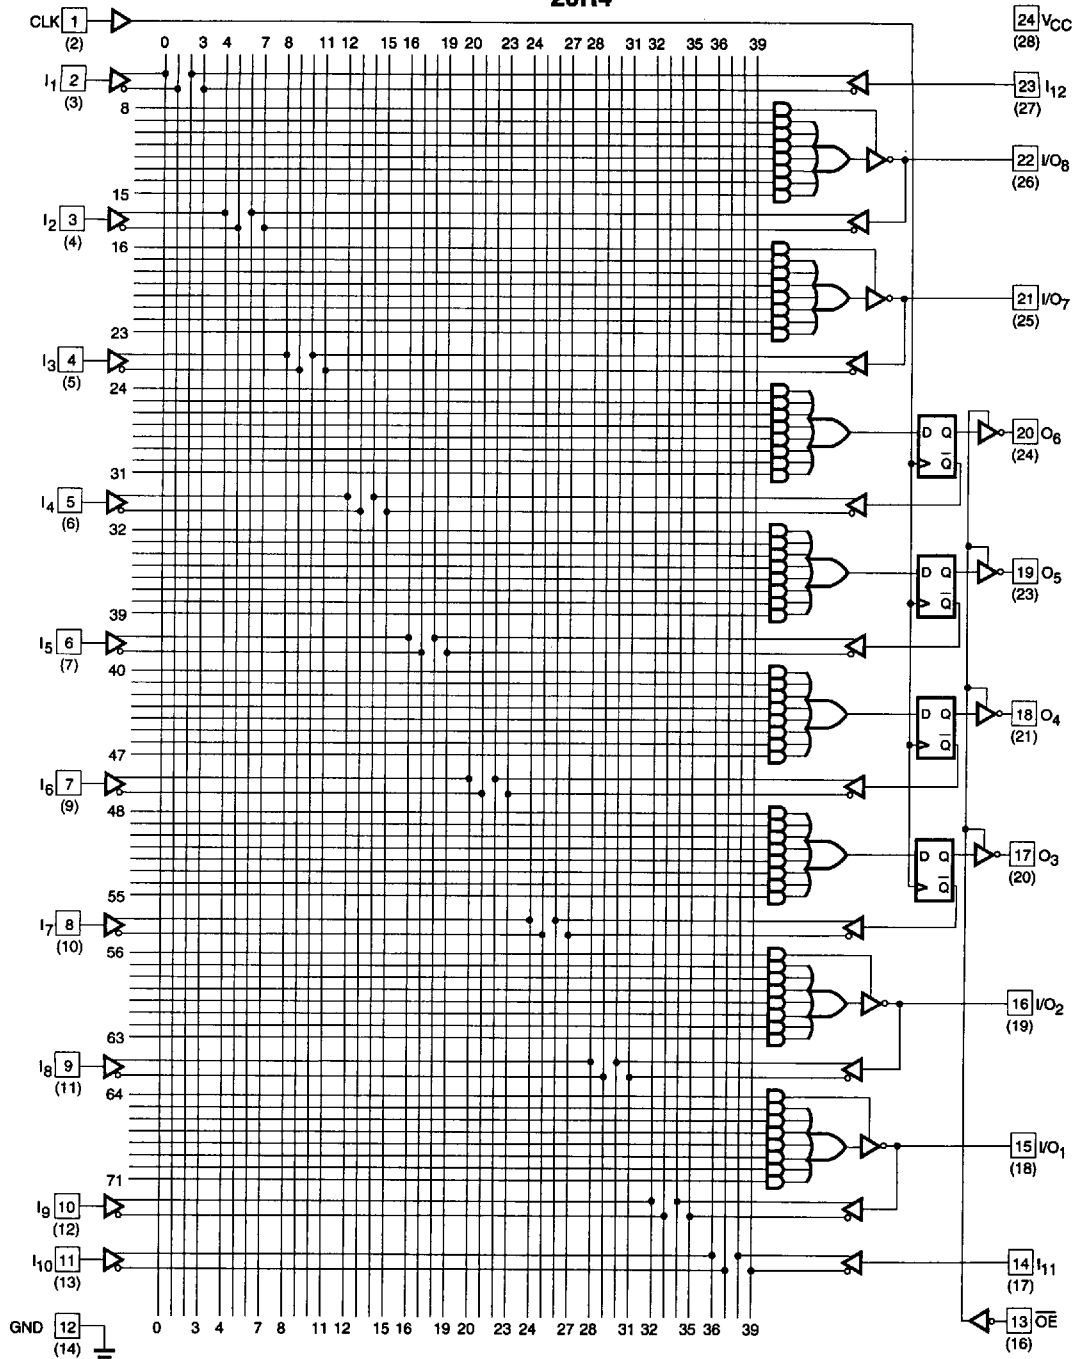 CLK 1 24 VCC
(2) (28)
0 3 4 7 8 11 12 15 16 19 20 23 24 27 28 31 32 35 36 39
I1 2 23 I12
(3) (27)
8
22 I/O8
(26)
15
I2 3
(4)
16
21 I/O7
(25)
23
I3 4
(5)
24
D Q 20 O6
(24)
Q
31
I4 5
(6)
32
D Q 19 O5
(23)
Q
39
I5 6
(7)
40
D Q 18 O4
(21)
Q
47
I6 7
(9)
48
D Q 17 O3
(20)
Q
55
I7 8
(10)
56
16 I/O2
(19)
63
I8 9
(11)
64
15 I/O1
(18)
71
I9 10
(12)
I10 11 14 I11
(13) (17)
GND 12 13 OE
(14) (16)
0 3 4 7 8 11 12 15 16 19 20 23 24 27 28 31 32 35 36 39